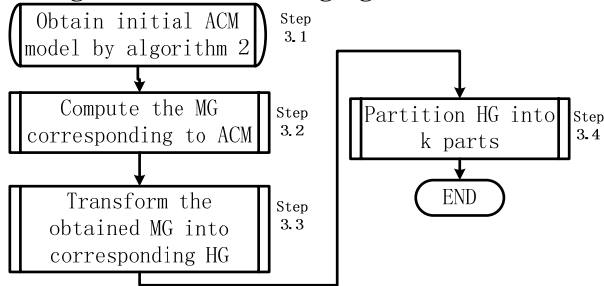 Obtain initial ACM
model by algorithm 2
Step
3.1
Compute the MG
corresponding to ACM
Step
3.2
Transform the
obtained MG into
corresponding HG
Step
3.3
Partition HG into
k parts
Step
3.4
END